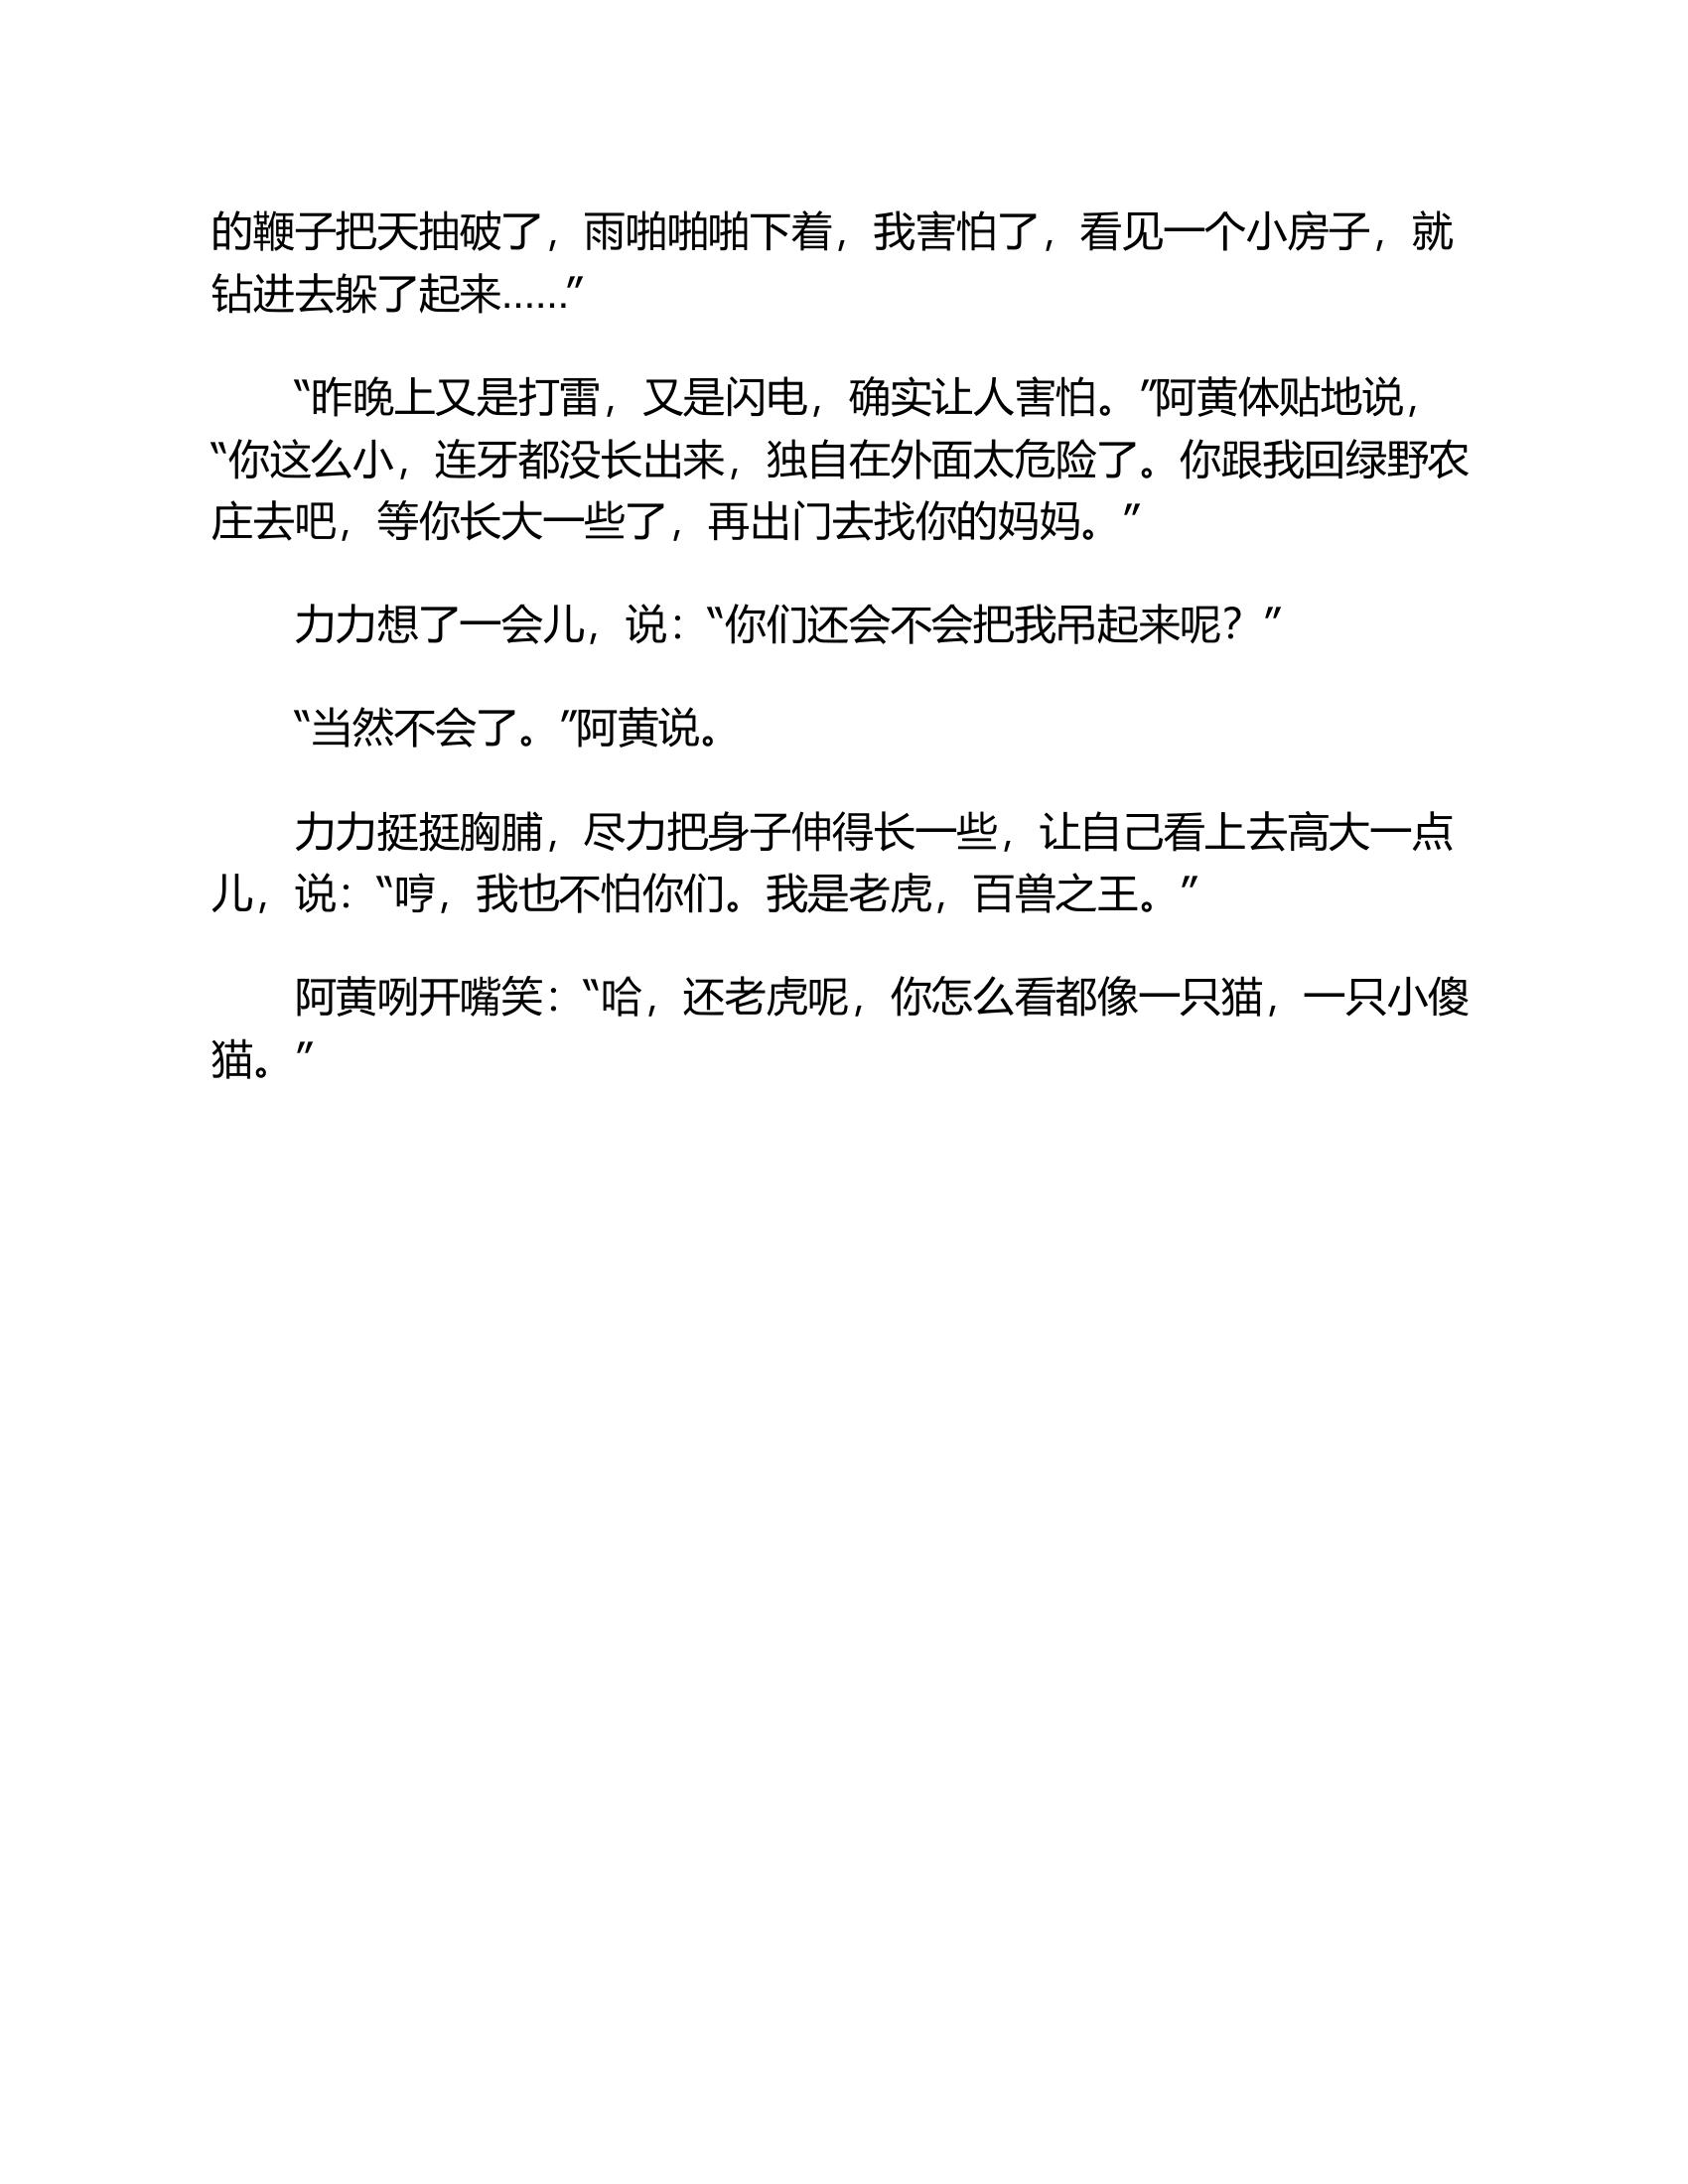 的鞭子把天抽破了，雨啪啪啪下着，我害怕了，看见一个小房子，就
钻进去躲了起来……”
“昨晚上又是打雷，又是闪电，确实让人害怕。”阿黄体贴地说，
“你这么小，连牙都没长出来，独自在外面太危险了。你跟我回绿野农
庄去吧，等你长大一些了，再出门去找你的妈妈。”
力力想了一会儿，说：“你们还会不会把我吊起来呢？”
“当然不会了。”阿黄说。
力力挺挺胸脯，尽力把身子伸得长一些，让自己看上去高大一点
儿，说：“哼，我也不怕你们。我是老虎，百兽之王。”
阿黄咧开嘴笑：“哈，还老虎呢，你怎么看都像一只猫，一只小傻
猫。”